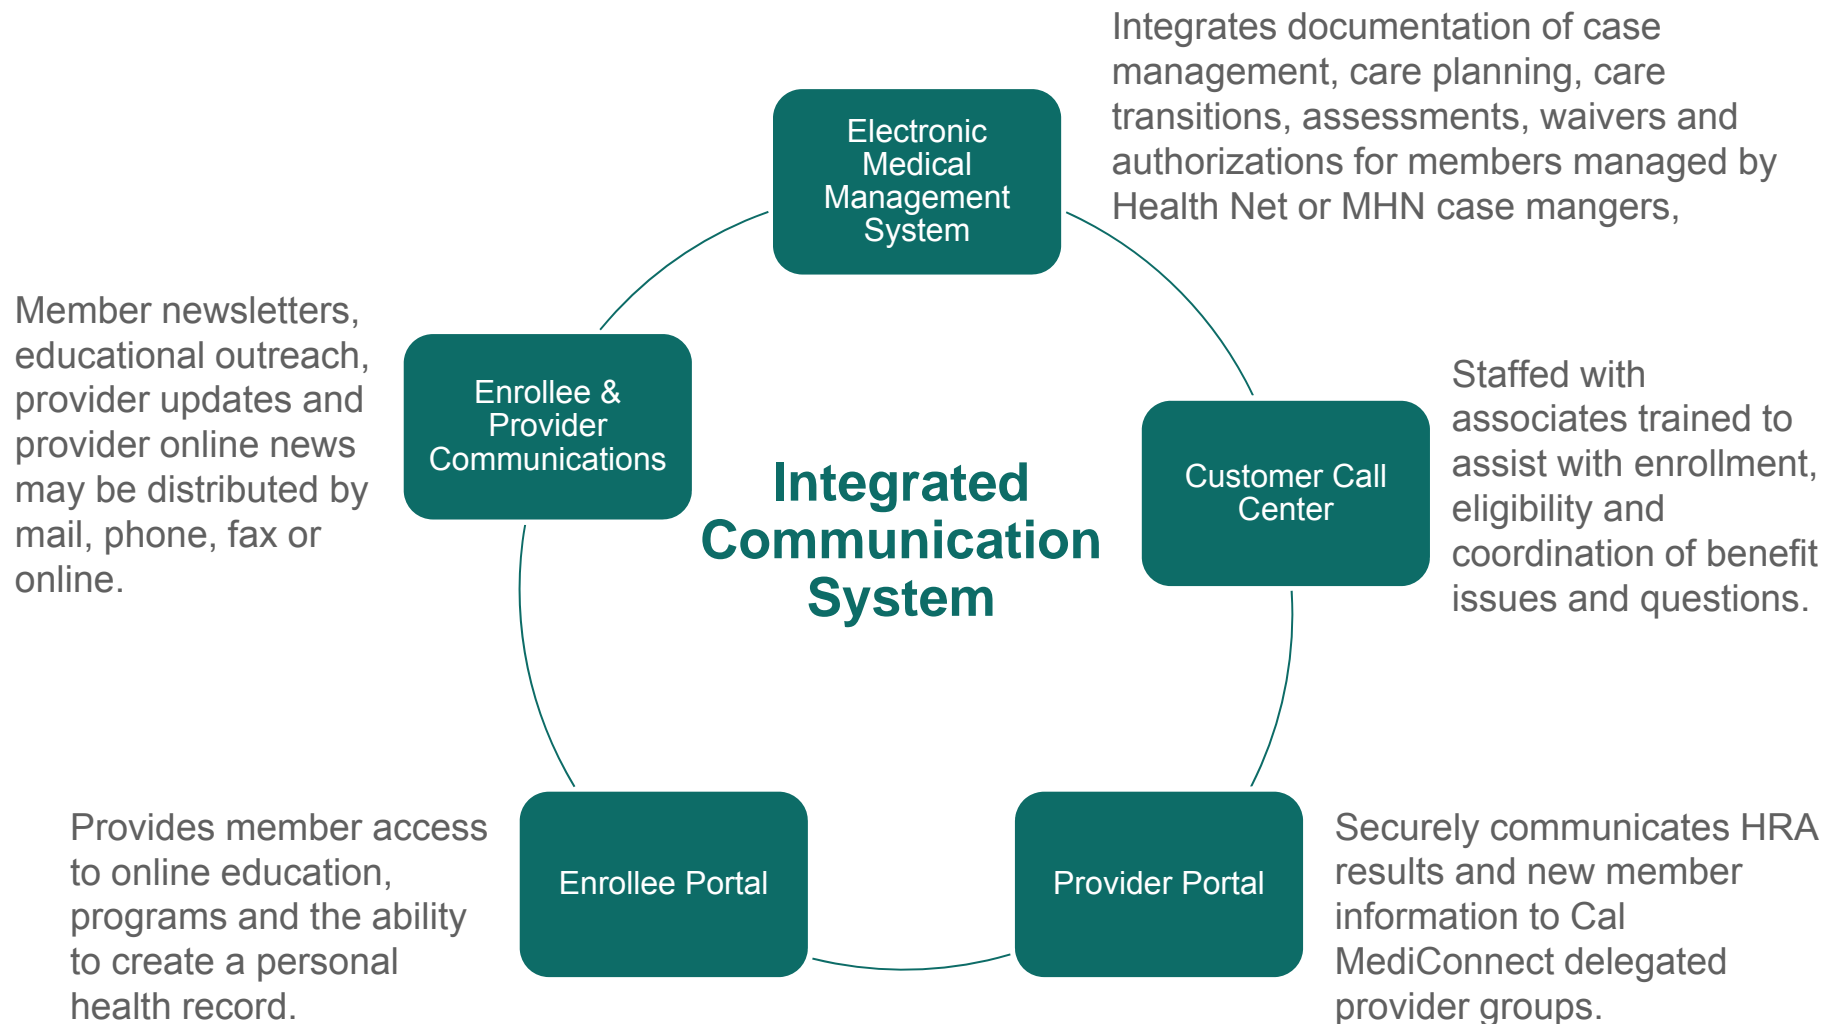 Integrates documentation of case
management, care planning, care
transitions, assessments, waivers and
authorizations for members managed by
Health Net or MHN case mangers,
Electronic
Medical
Management
System
Member newsletters,
educational outreach,
provider updates and
provider online news
may be distributed by
mail, phone, fax or
online.
Enrollee &
Provider
Communications
Integrated
Communication
System
Customer Call
Center
Staffed with
associates trained to
assist with enrollment,
eligibility and
coordination of benefit
issues and questions.
Provides member access
to online education,
programs and the ability
to create a personal
health record.
Enrollee Portal
Provider Portal
Securely communicates HRA
results and new member
information to Cal
MediConnect delegated
provider groups.